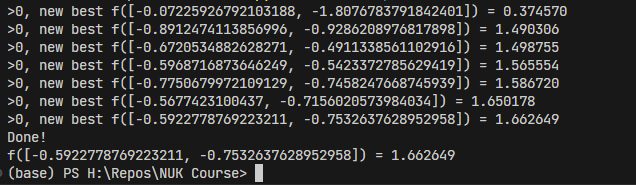 >0, new best f([-0.07225926792103188, -1.8076783791842401]) = 0.374570
>0, new best f([-0.8912474113856996, -0.9286208976817898]) = 1.490306
>0, new best f([-0.6720534882628271, -0.4911338561102916]) = 1.498755
>0, new best f([-0.5968716873646249, -0.5423372785629419]) = 1.565554
>0, new best f([-0.7750679972109129, -0.7458247668745939]) = 1.586720
>0, new best f([-0.5677423100437, -0.7156020573984034]) = 1.650178
>0, new best f([-0.5922778769223211, -0.7532637628952958]) = 1.662649
Done!
f([-0.5922778769223211, -0.7532637628952958]) = 1.662649
(base) PS H:\Repos\NUK Course>